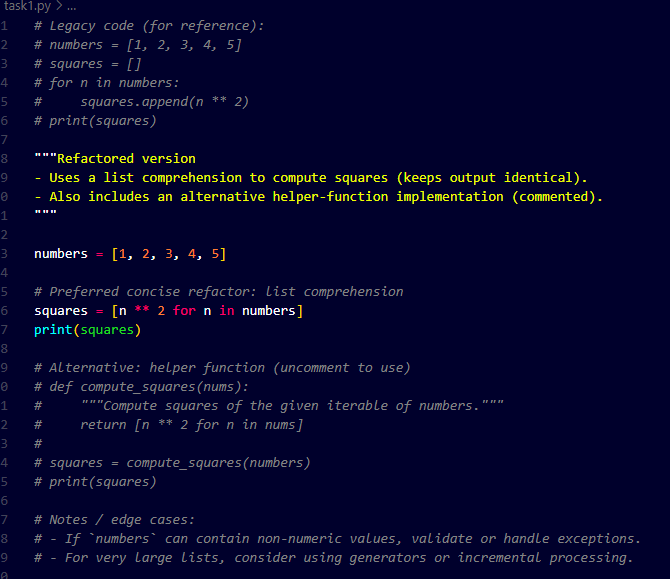 task1.py > ...
1 # Legacy code (for reference):
2 # numbers = [1, 2, 3, 4, 5]
3 # squares = []
4 # for n in numbers:
5 #     squares.append(n ** 2)
6 # print(squares)
7
8 """Refactored version
9 - Uses a list comprehension to compute squares (keeps output identical).
0 - Also includes an alternative helper-function implementation (commented).
1 """
2
3 numbers = [1, 2, 3, 4, 5]
4
5 # Preferred concise refactor: list comprehension
6 squares = [n ** 2 for n in numbers]
7 print(squares)
8
9 # Alternative: helper function (uncomment to use)
0 # def compute_squares(nums):
1 #     """Compute squares of the given iterable of numbers."""
2 #     return [n ** 2 for n in nums]
3 #
4 # squares = compute_squares(numbers)
5 # print(squares)
6
7 # Notes / edge cases:
8 # - If `numbers` can contain non-numeric values, validate or handle exceptions.
9 # - For very large lists, consider using generators or incremental processing.
0